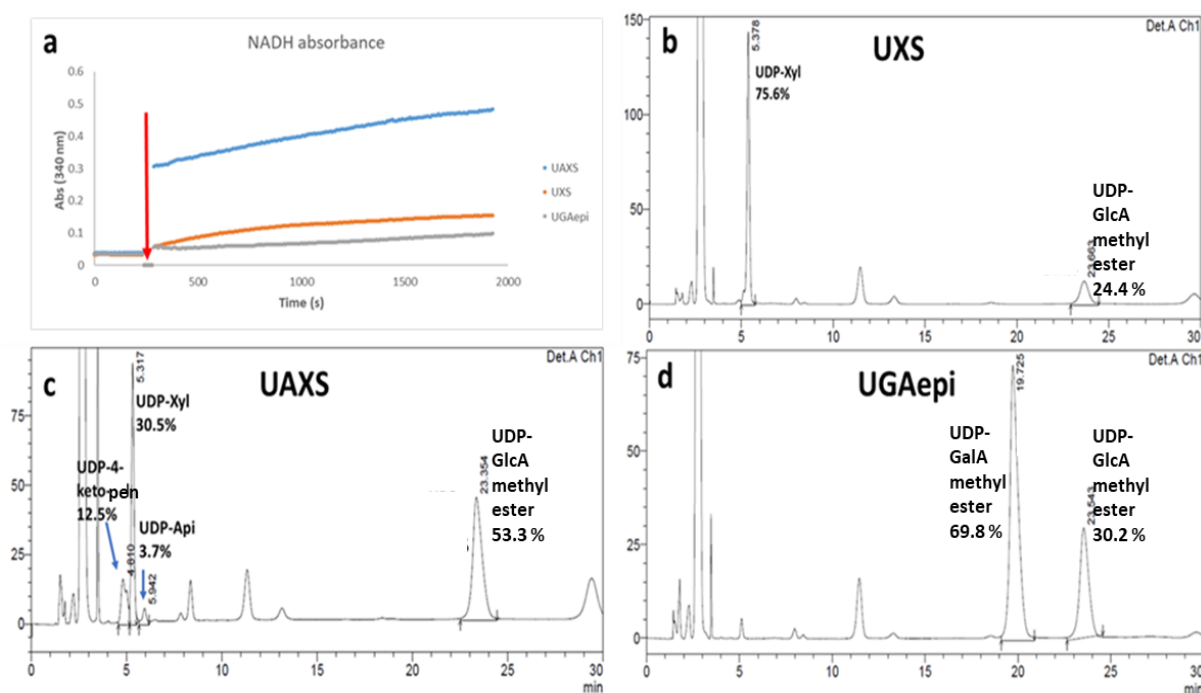 a
NADH absorbance
0.6
0.5
0.4
0.3
0.2
0.1
0
Abs (340 nm)
0
500
1000
1500
2000
Time (s)
UAXS
UXS
UGAepi
b
UXS
Det.A Ch1
150
100
50
0
5.378
UDP-Xyl
75.6%
UDP-
GlcA
methyl
ester
24.4 %
23.663
0
5
10
15
20
25
30
min
c
UAXS
Det.A Ch1
75
50
25
0
5.317
UDP-Xyl
30.5%
UDP-4-
keto-pen
12.5%
4.810
UDP-Api
3.7%
5.942
UDP-
GlcA
methyl
ester
53.3 %
23.354
0
5
10
15
20
25
30
min
d
UGAepi
Det.A Ch1
75
50
25
0
19.725
UDP-
GalA
methyl
ester
69.8 %
UDP-
GlcA
methyl
ester
30.2 %
23.543
0
5
10
15
20
25
30